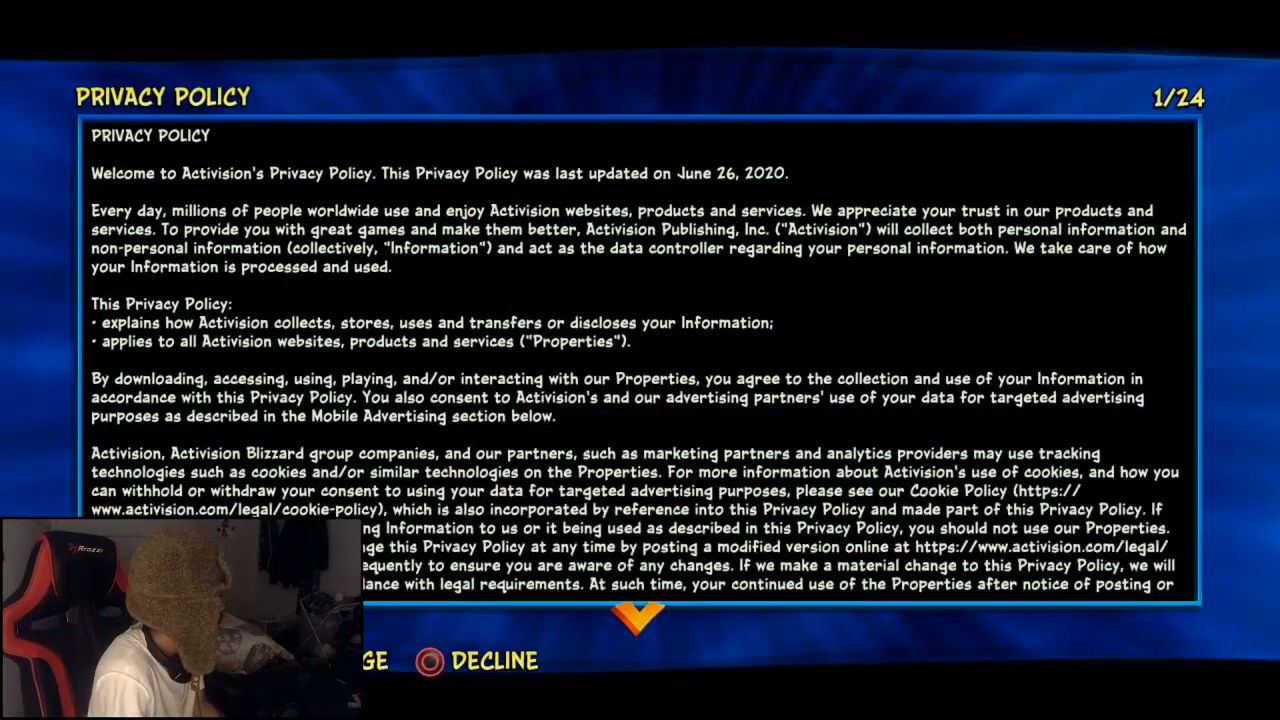 PRIVACY POLICY
1/24
PRIVACY POLICY
Welcome to Activision's Privacy Policy. This Privacy Policy was last updated on June 26, 2020.
Every day, millions of people worldwide use and enjoy Activision websites, products and services. We appreciate your trust in our products and
services. To provide you with great games and make them better, Activision Publishing, Inc. ("Activision") will collect both personal information and
non-personal information (collectively, "Information") and act as the data controller regarding your personal information. We take care of how
your Information is processed and used.
This Privacy Policy:
• explains how Activision collects, stores, uses and transfers or discloses your Information;
• applies to all Activision websites, products and services ("Properties").
By downloading, accessing, using, playing, and/or interacting with our Properties, you agree to the collection and use of your Information in
accordance with this Privacy Policy. You also consent to Activision's and our advertising partners' use of your data for targeted advertising
purposes as described in the Mobile Advertising section below.
Activision, Activision Blizzard group companies, and our partners, such as marketing partners and analytics providers may use tracking
technologies such as cookies and/or similar technologies on the Properties. For more information about Activision's use of cookies, and how you
can withhold or withdraw your consent to using your data for targeted advertising purposes, please see our Cookie Policy (https://
www.activision.com/legal/cookie-policy), which is also incorporated by reference into this Privacy Policy and made part of this Privacy Policy. If
ing Information to us or it being used as described in this Privacy Policy, you should not use our Properties.
ge this Privacy Policy at any time by posting a modified version online at https://www.activision.com/legal/
equently to ensure you are aware of any changes. If we make a material change to this Privacy Policy, we will
lance with legal requirements. At such time, your continued use of the Properties after notice of posting or
Arozzi
GE
DECLINE